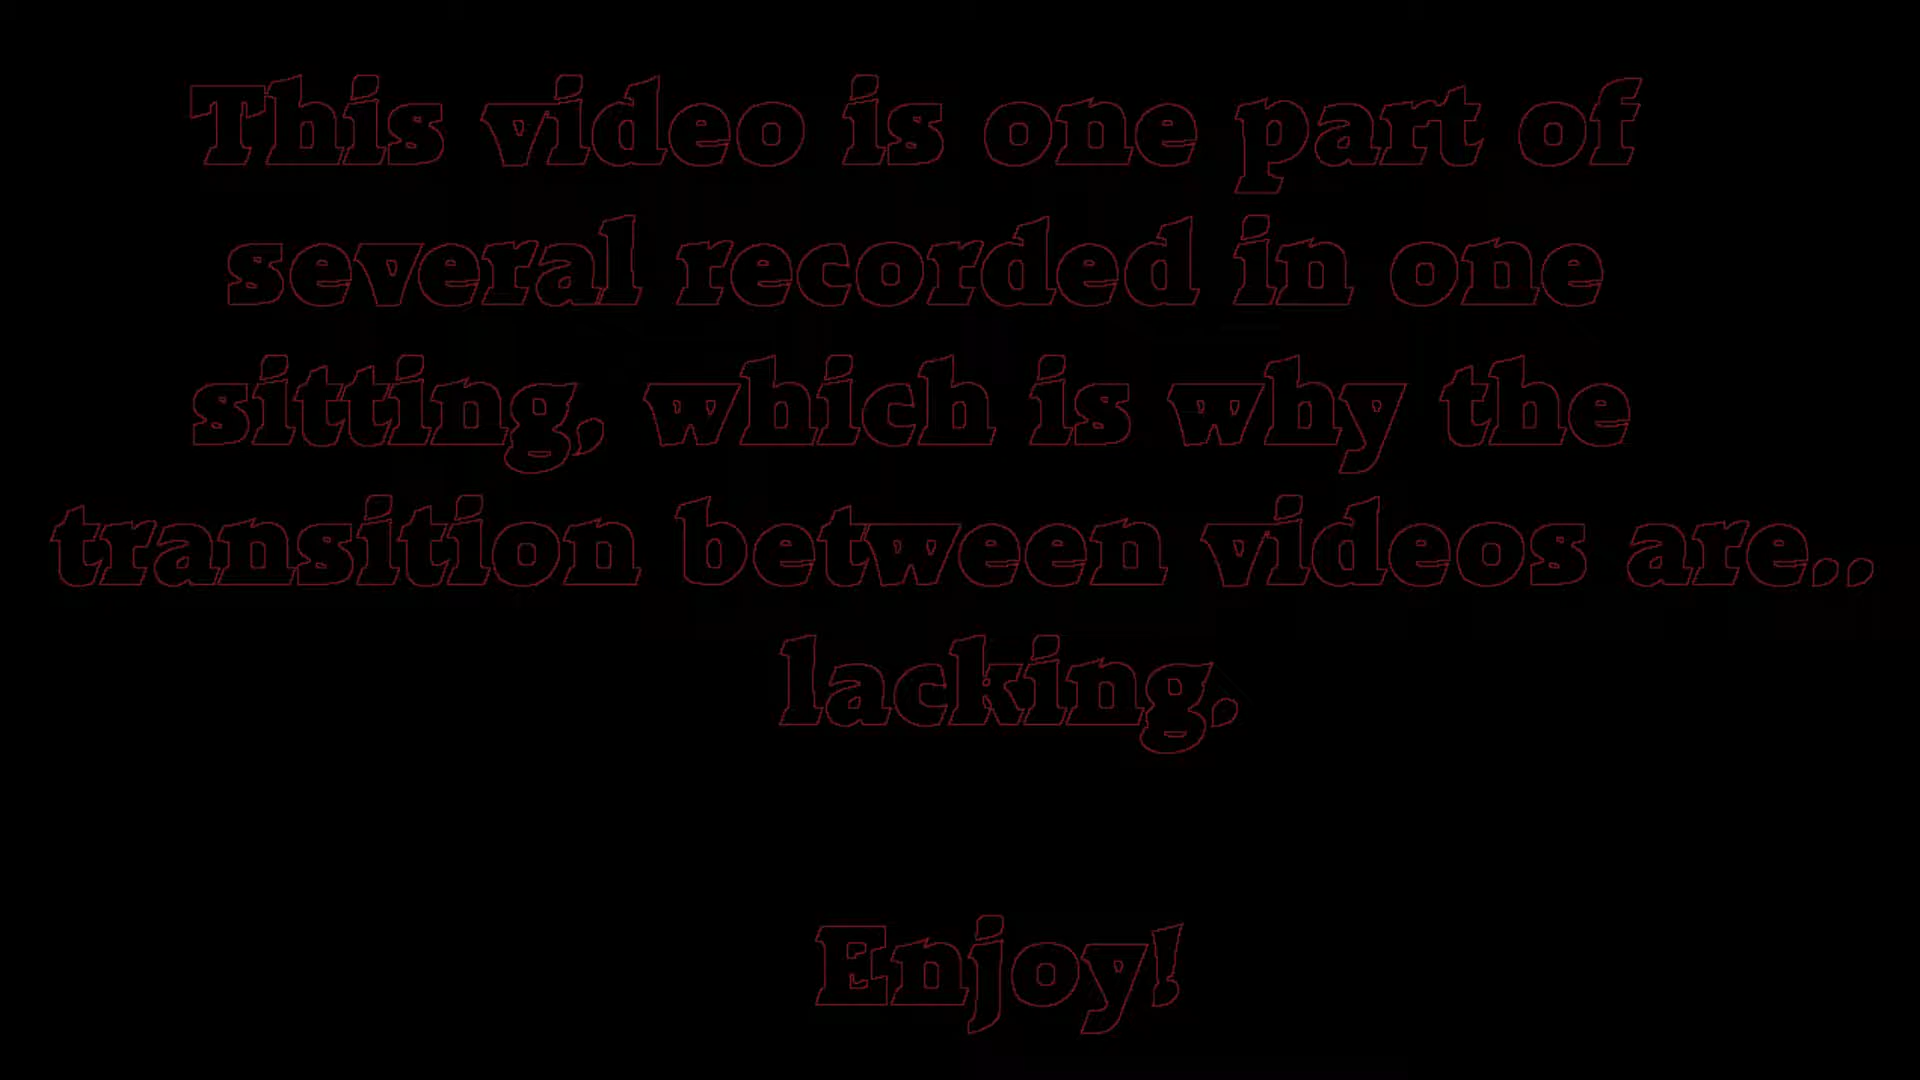 This video is one part of
several recorded in one
sitting, which is why the
transition between videos are..
lacking.
Enjoy!